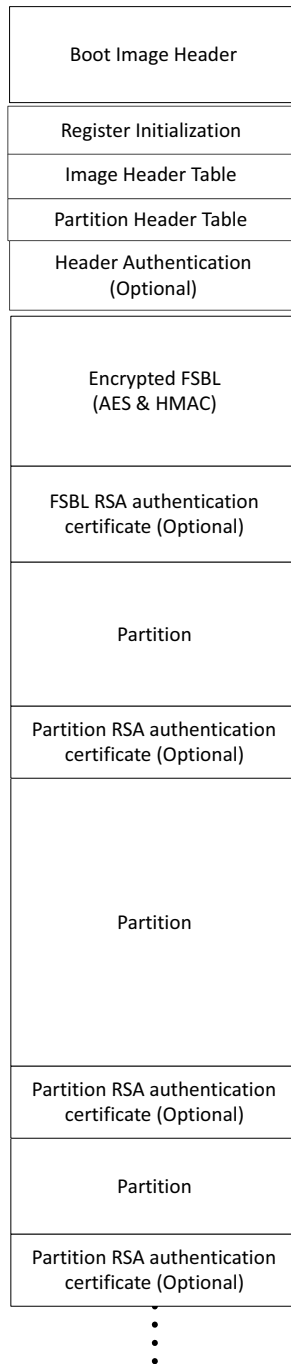 Boot Image Header
Register Initialization
Image Header Table
Partition Header Table
Header Authentication
(Optional)
Encrypted FSBL
(AES & HMAC)
FSBL RSA authentication
certificate (Optional)
Partition
Partition RSA authentication
certificate (Optional)
Partition
Partition RSA authentication
certificate (Optional)
Partition
Partition RSA authentication
certificate (Optional)